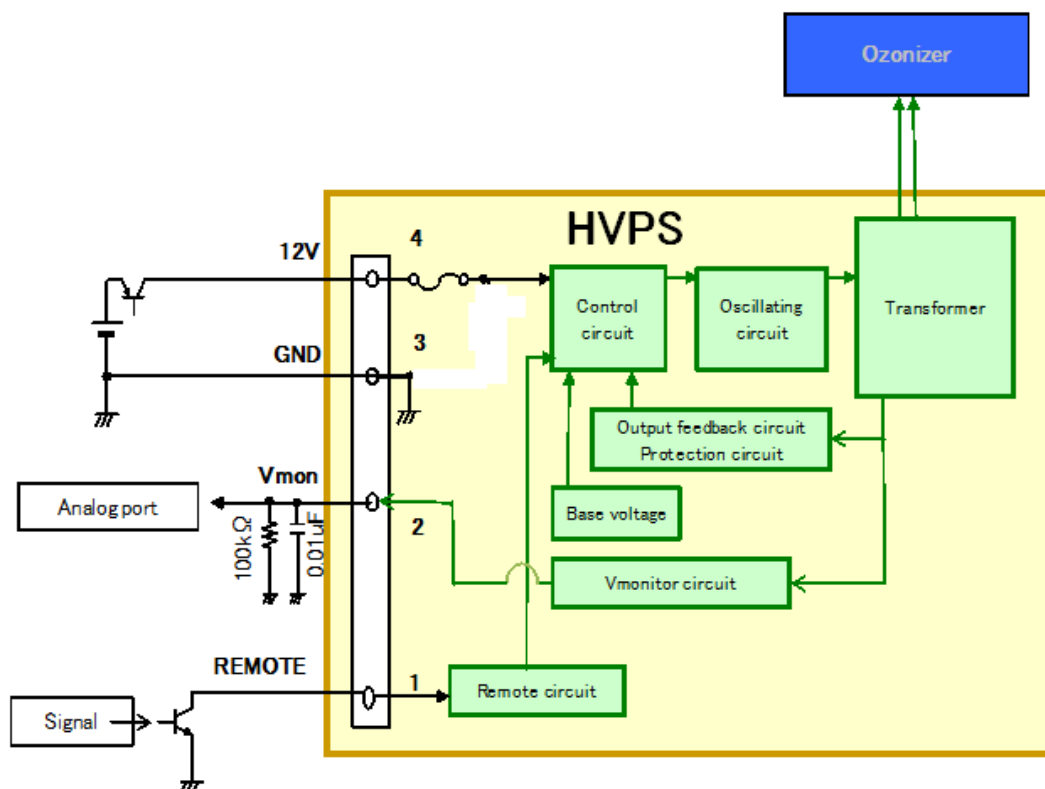 Ozonizer
HVPS
12V
4
Control
circuit
Oscillating
circuit
Transformer
GND
3
Output feedback circuit
Protection circuit
Vmon
Analog port
2
Base voltage
100kΩ
0.01uF
Vmonitor circuit
REMOTE
1
Remote circuit
Signal